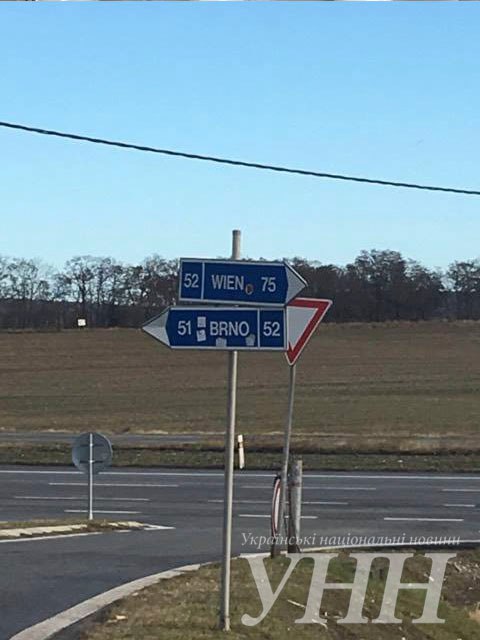 52 WIEN 75
51 BRNO 52
Українські національні новини
УНН